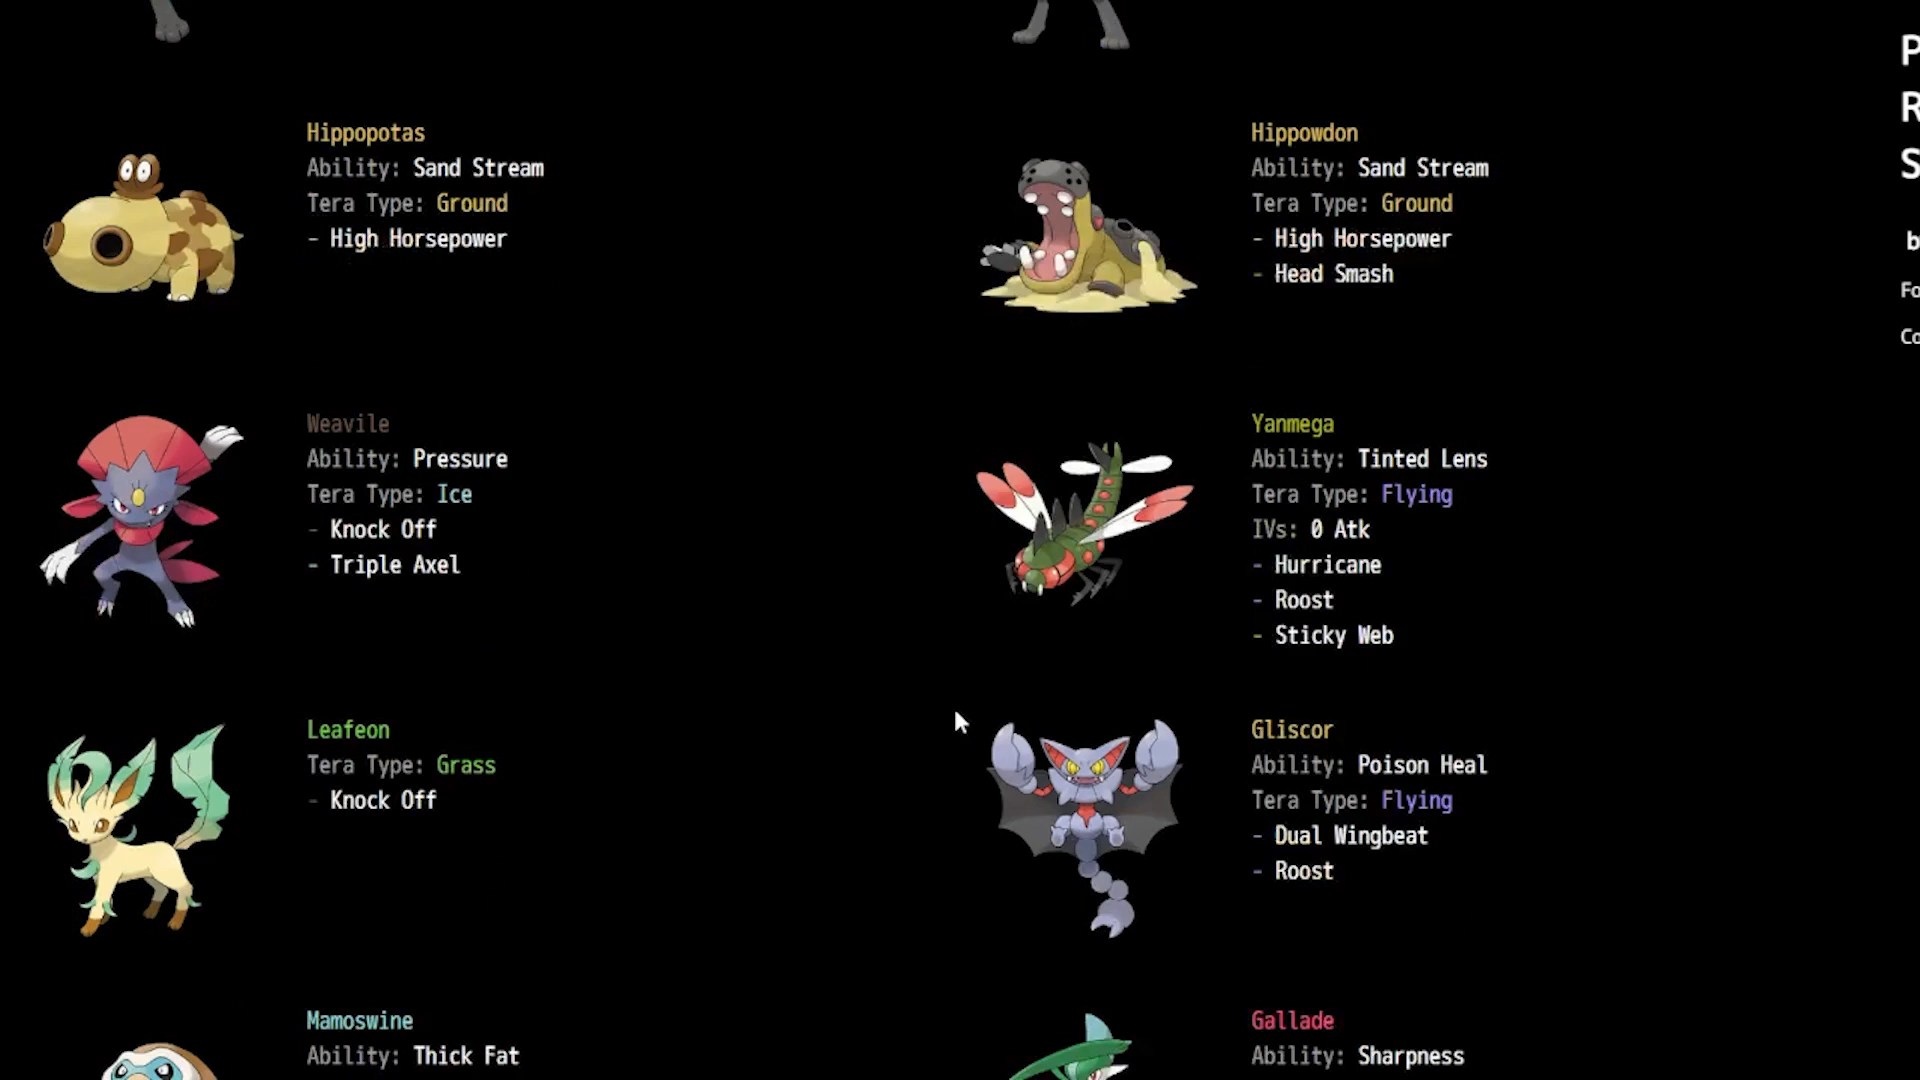 Hippopotas
Ability: Sand Stream
Tera Type: Ground
- High Horsepower
Hippowdon
Ability: Sand Stream
Tera Type: Ground
- High Horsepower
- Head Smash
Weavile
Ability: Pressure
Tera Type: Ice
- Knock Off
- Triple Axel
Yanmega
Ability: Tinted Lens
Tera Type: Flying
IVs: 0 Atk
- Hurricane
- Roost
- Sticky Web
Leafeon
Tera Type: Grass
- Knock Off
Gliscor
Ability: Poison Heal
Tera Type: Flying
- Dual Wingbeat
- Roost
Mamoswine
Ability: Thick Fat
Gallade
Ability: Sharpness